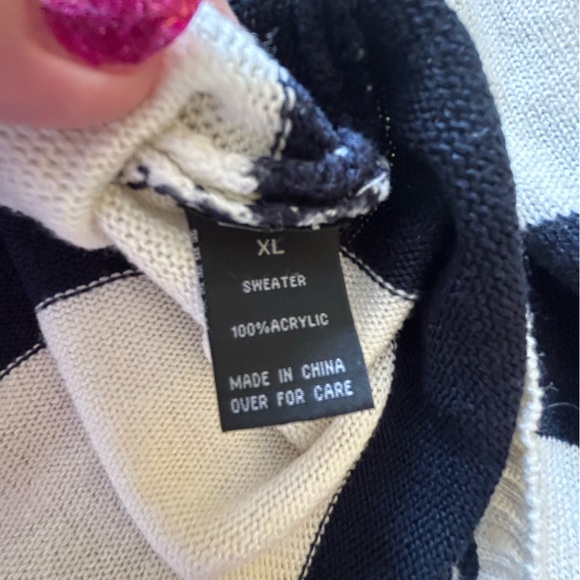 XL
SWEATER
100%ACRYLIC
MADE IN CHINA
OVER FOR CARE